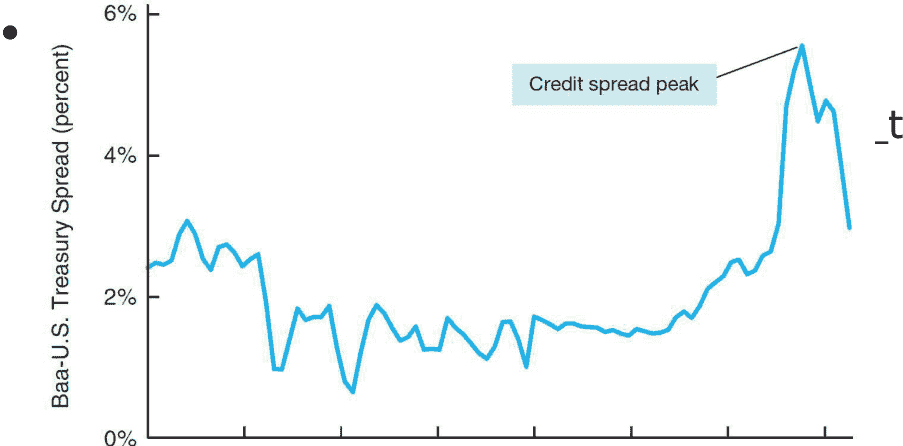 6%
Credit spread peak
_t
4%
Baa-U.S. Treasury Spread (percent)
2%
0%